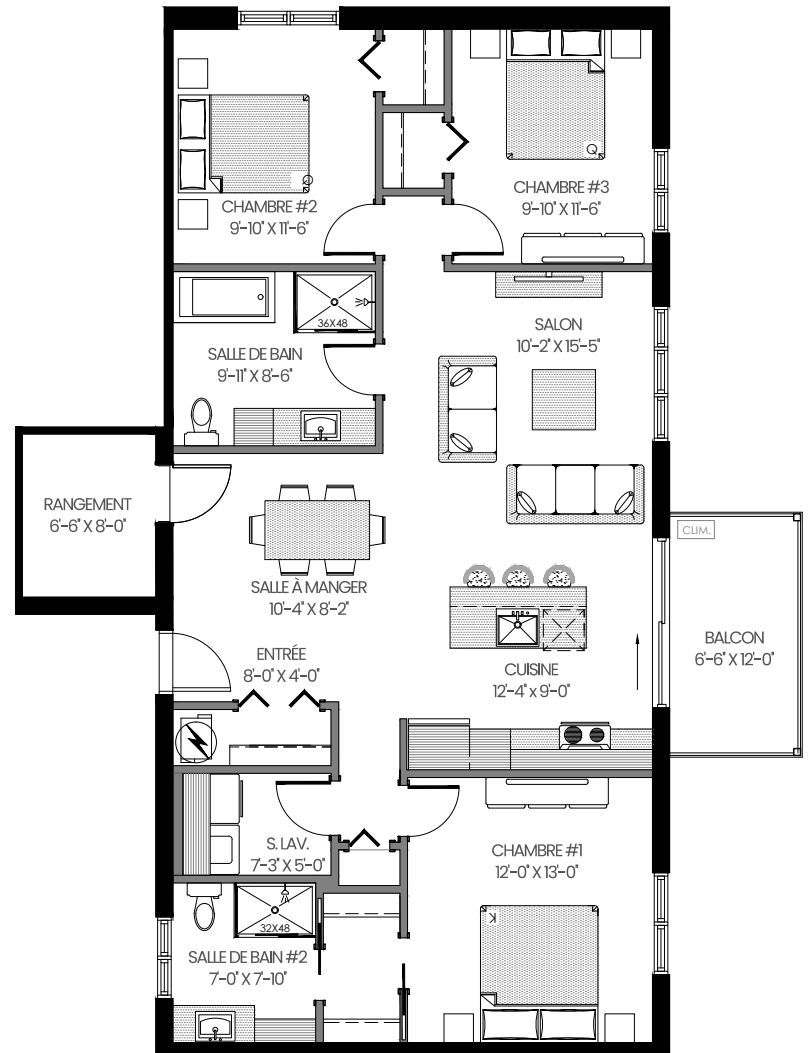 CHAMBRE #2
9'-10" X 11'-6"
Q
CHAMBRE #3
9'-10" X 11'-6"
Q
36X48
SALLE DE BAIN
9'-11" X 8'-6"
SALON
10'-2" X 15'-5"
RANGEMENT
6'-6" X 8'-0"
CLIM.
SALLE À MANGER
10'-4" X 8'-2"
BALCON
6'-6" X 12'-0"
ENTRÉE
8'-0" X 4'-0"
CUISINE
12'-4" X 9'-0"
S. LAV.
7'-3" X 5'-0"
CHAMBRE #1
12'-0" X 13'-0"
K
32X48
SALLE DE BAIN #2
7'-0" X 7'-10"